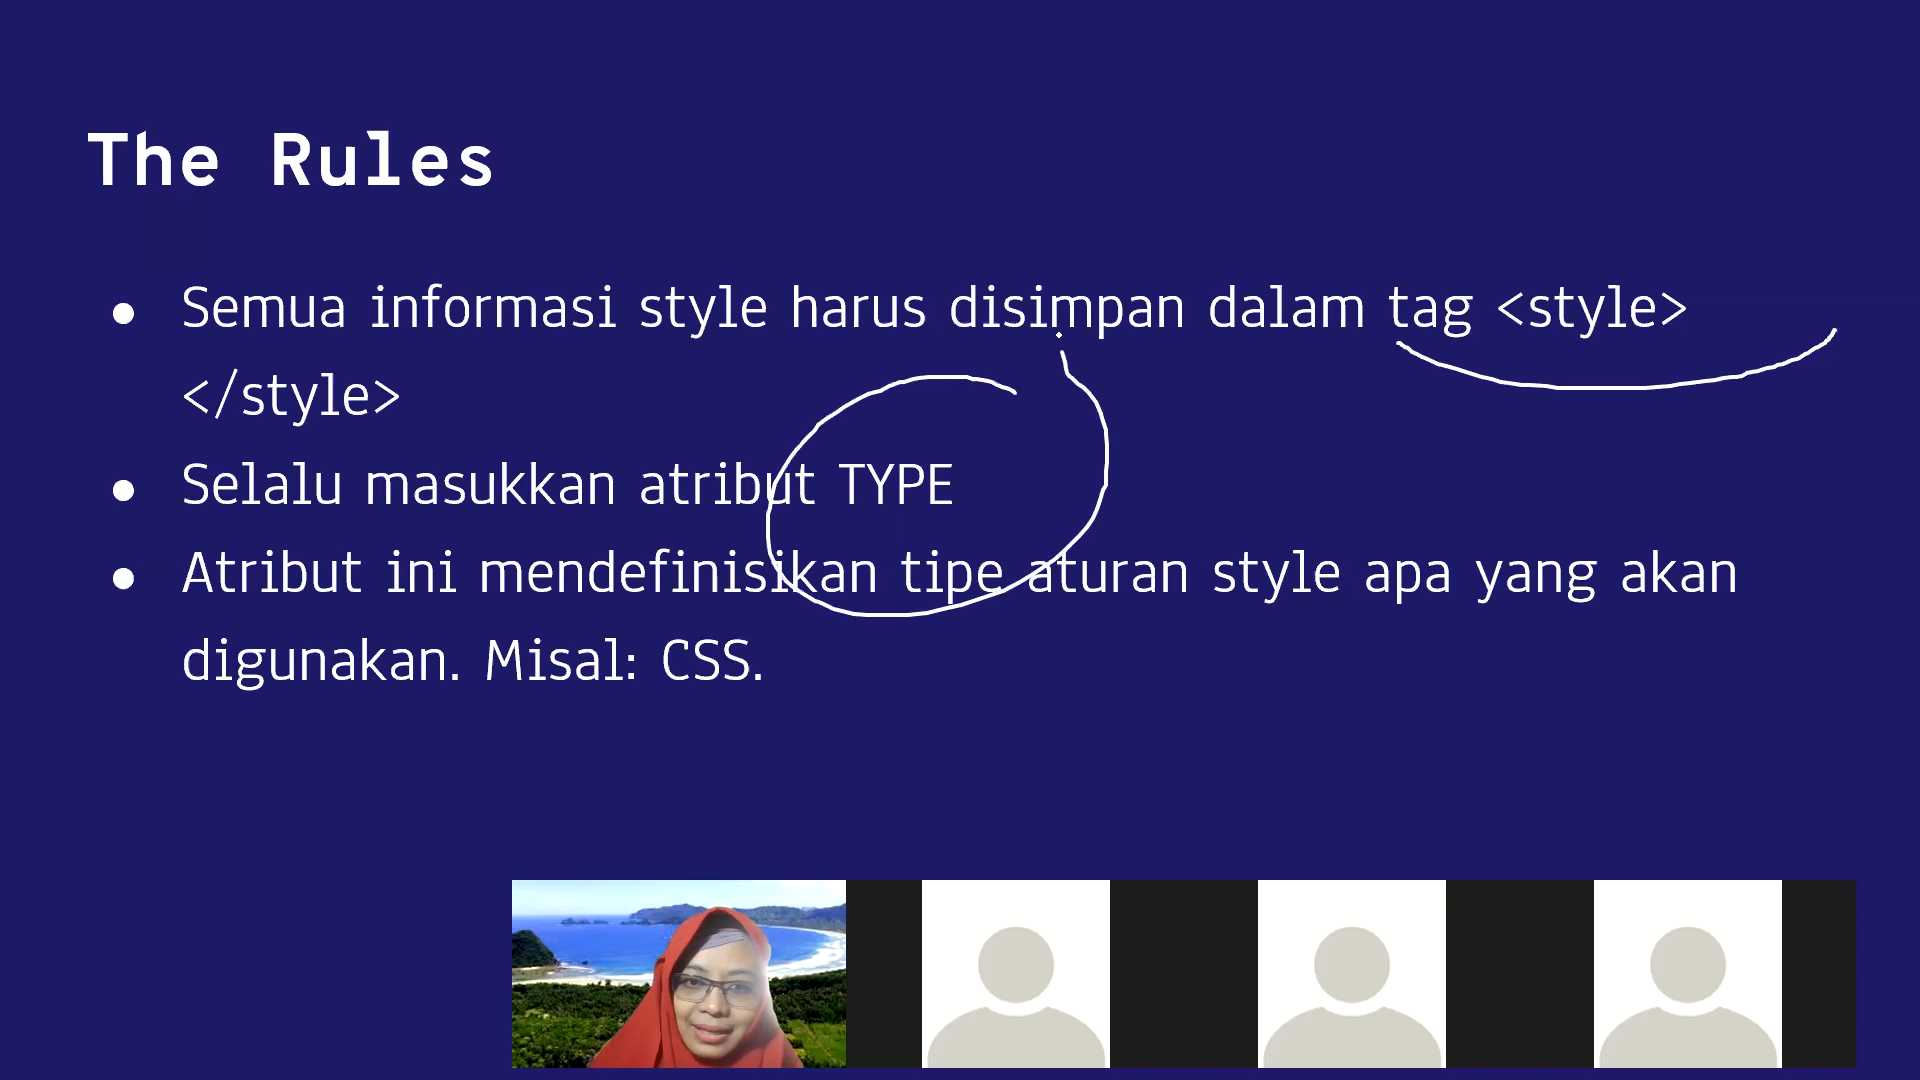 The Rules
● Semua informasi style harus disimpan dalam tag <style>
</style>
● Selalu masukkan atribut TYPE
● Atribut ini mendefinisikan tipe aturan style apa yang akan
digunakan. Misal: CSS.